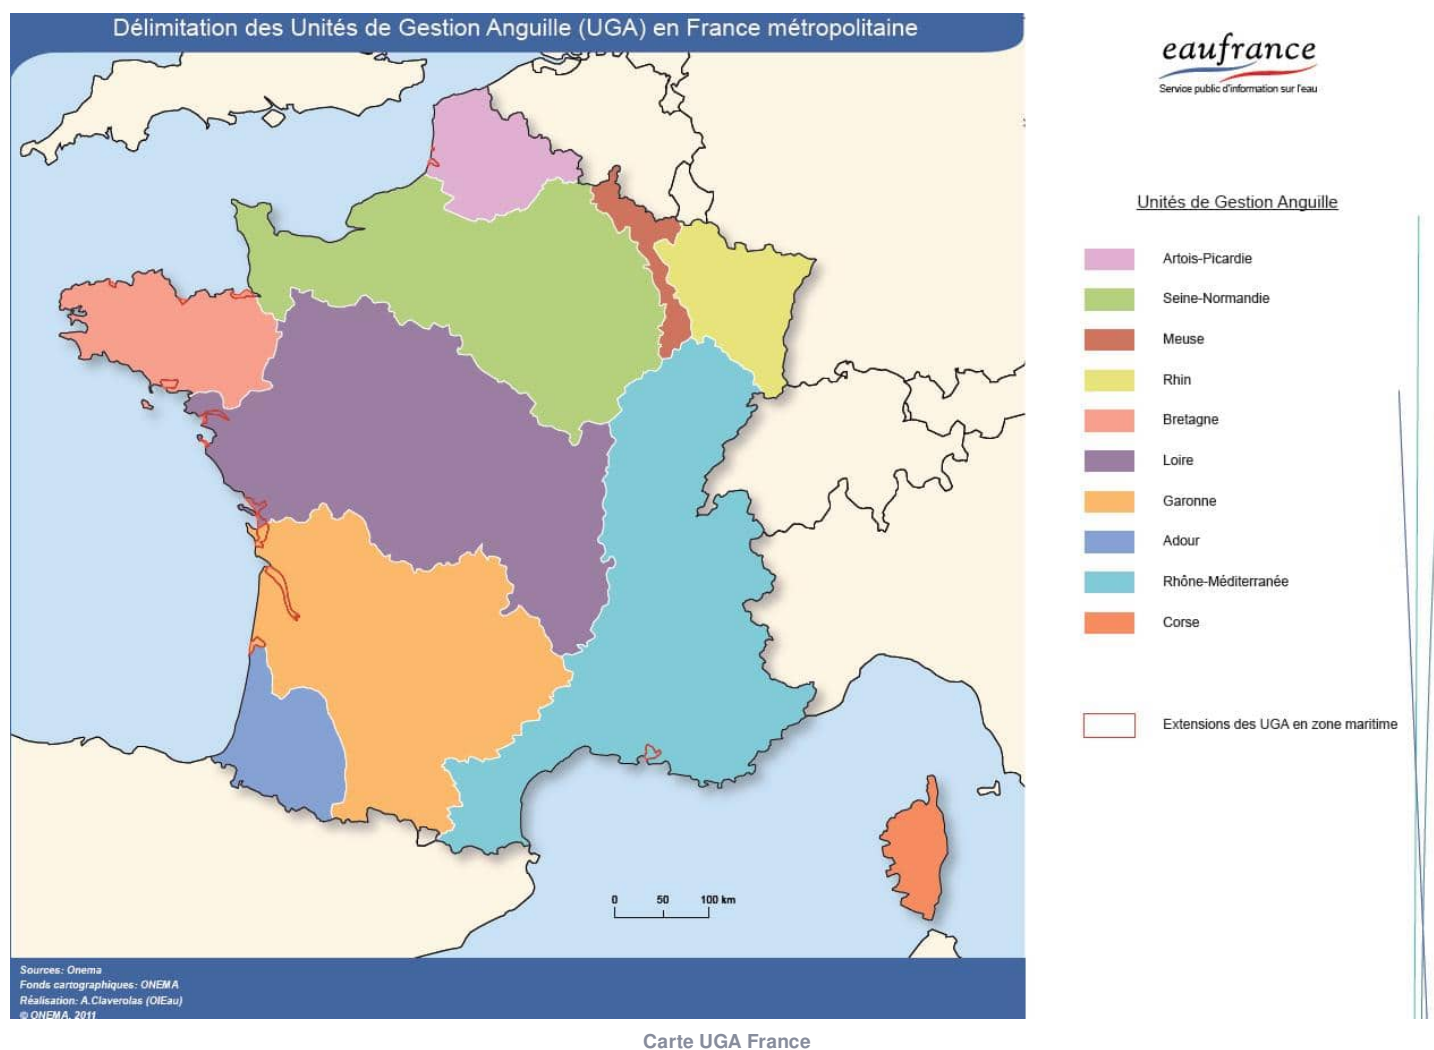 Délimitation des Unités de Gestion Anguille (UGA) en France métropolitaine
eaufrance
Service public d'information sur l'eau
Unités de Gestion Anguille
Artois-Picardie
Seine-Normandie
Meuse
Rhin
Bretagne
Loire
Garonne
Adour
Rhône-Méditerranée
Corse
Extensions des UGA en zone maritime
0 50 100 km
Sources: Onema
Fonds cartographiques: ONEMA
Réalisation: A.Claverolas (OIEau)
© ONEMA, 2011
Carte UGA France